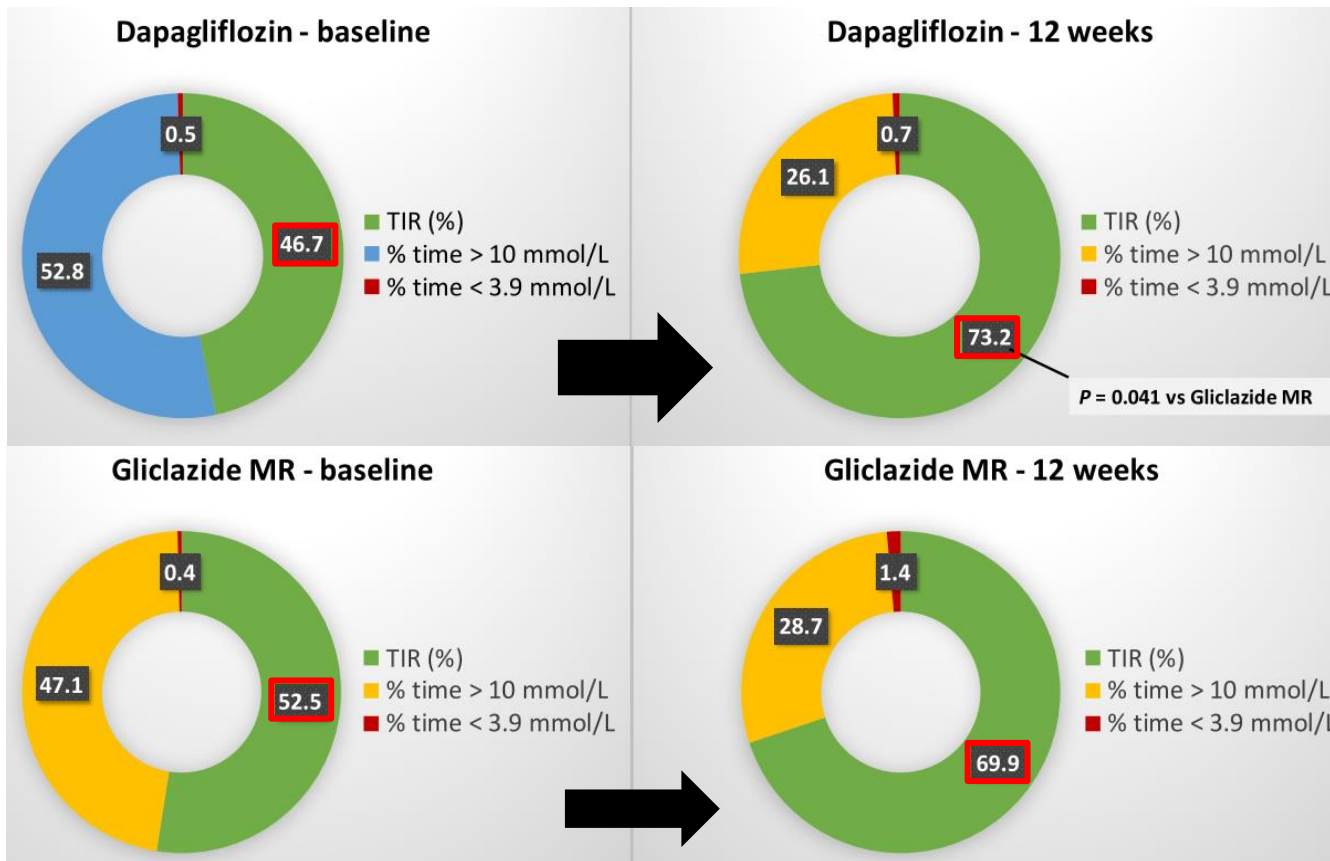 Dapagliflozin - baseline
0.5
46.7
52.8
TIR (%)
% time > 10 mmol/L
% time < 3.9 mmol/L
Dapagliflozin - 12 weeks
0.7
26.1
73.2
TIR (%)
% time > 10 mmol/L
% time < 3.9 mmol/L
P = 0.041 vs Gliclazide MR
Gliclazide MR - baseline
0.4
47.1
52.5
TIR (%)
% time > 10 mmol/L
% time < 3.9 mmol/L
Gliclazide MR - 12 weeks
1.4
28.7
69.9
TIR (%)
% time > 10 mmol/L
% time < 3.9 mmol/L